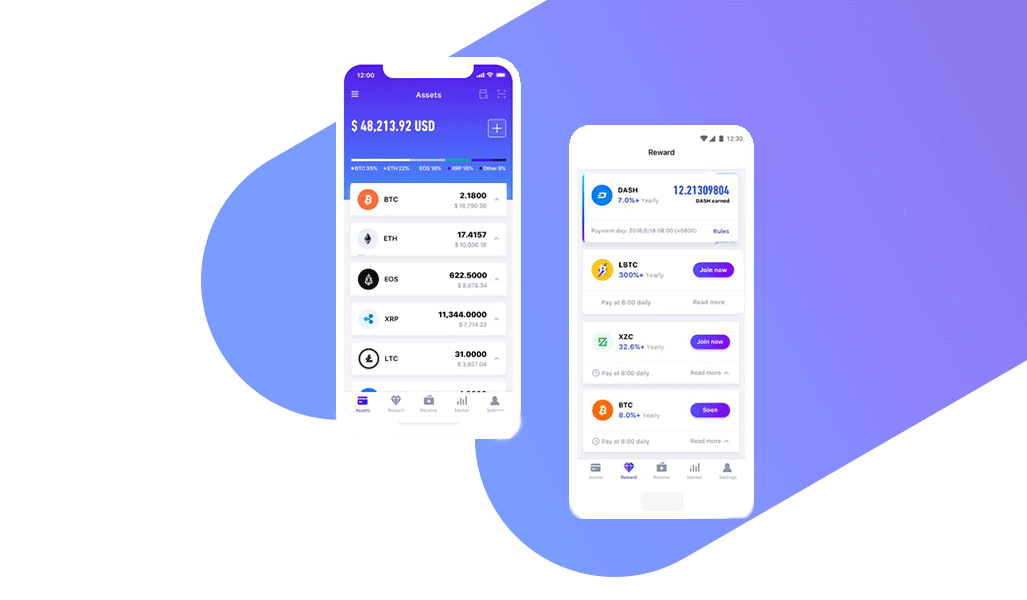 12:00
Assets
$ 48,213.92 USD
BTC 35% ETH 22% EOS 18% XRP 16% Other 9%
BTC 2.1800
$ 16,790.36
ETH 17.4157
$ 10,606.18
EOS 622.5000
$ 8,678.34
XRP 11,344.0000
$ 7,714.23
LTC 31.0000
$ 3,857.04
Assets Reward Receive Market
12:30
Reward
DASH 12.21309804
7.0%+ Yearly DASH earned
Payment day: 2018/5/18 08:00 (+0800) Rules
LBTC
300%+ Yearly Join now
Pay at 8:00 daily Read more
XZC
32.6%+ Yearly Join now
Pay at 8:00 daily Read more
BTC
8.0%+ Yearly Soon
Pay at 8:00 daily Read more
Assets Reward Receive Market Settings